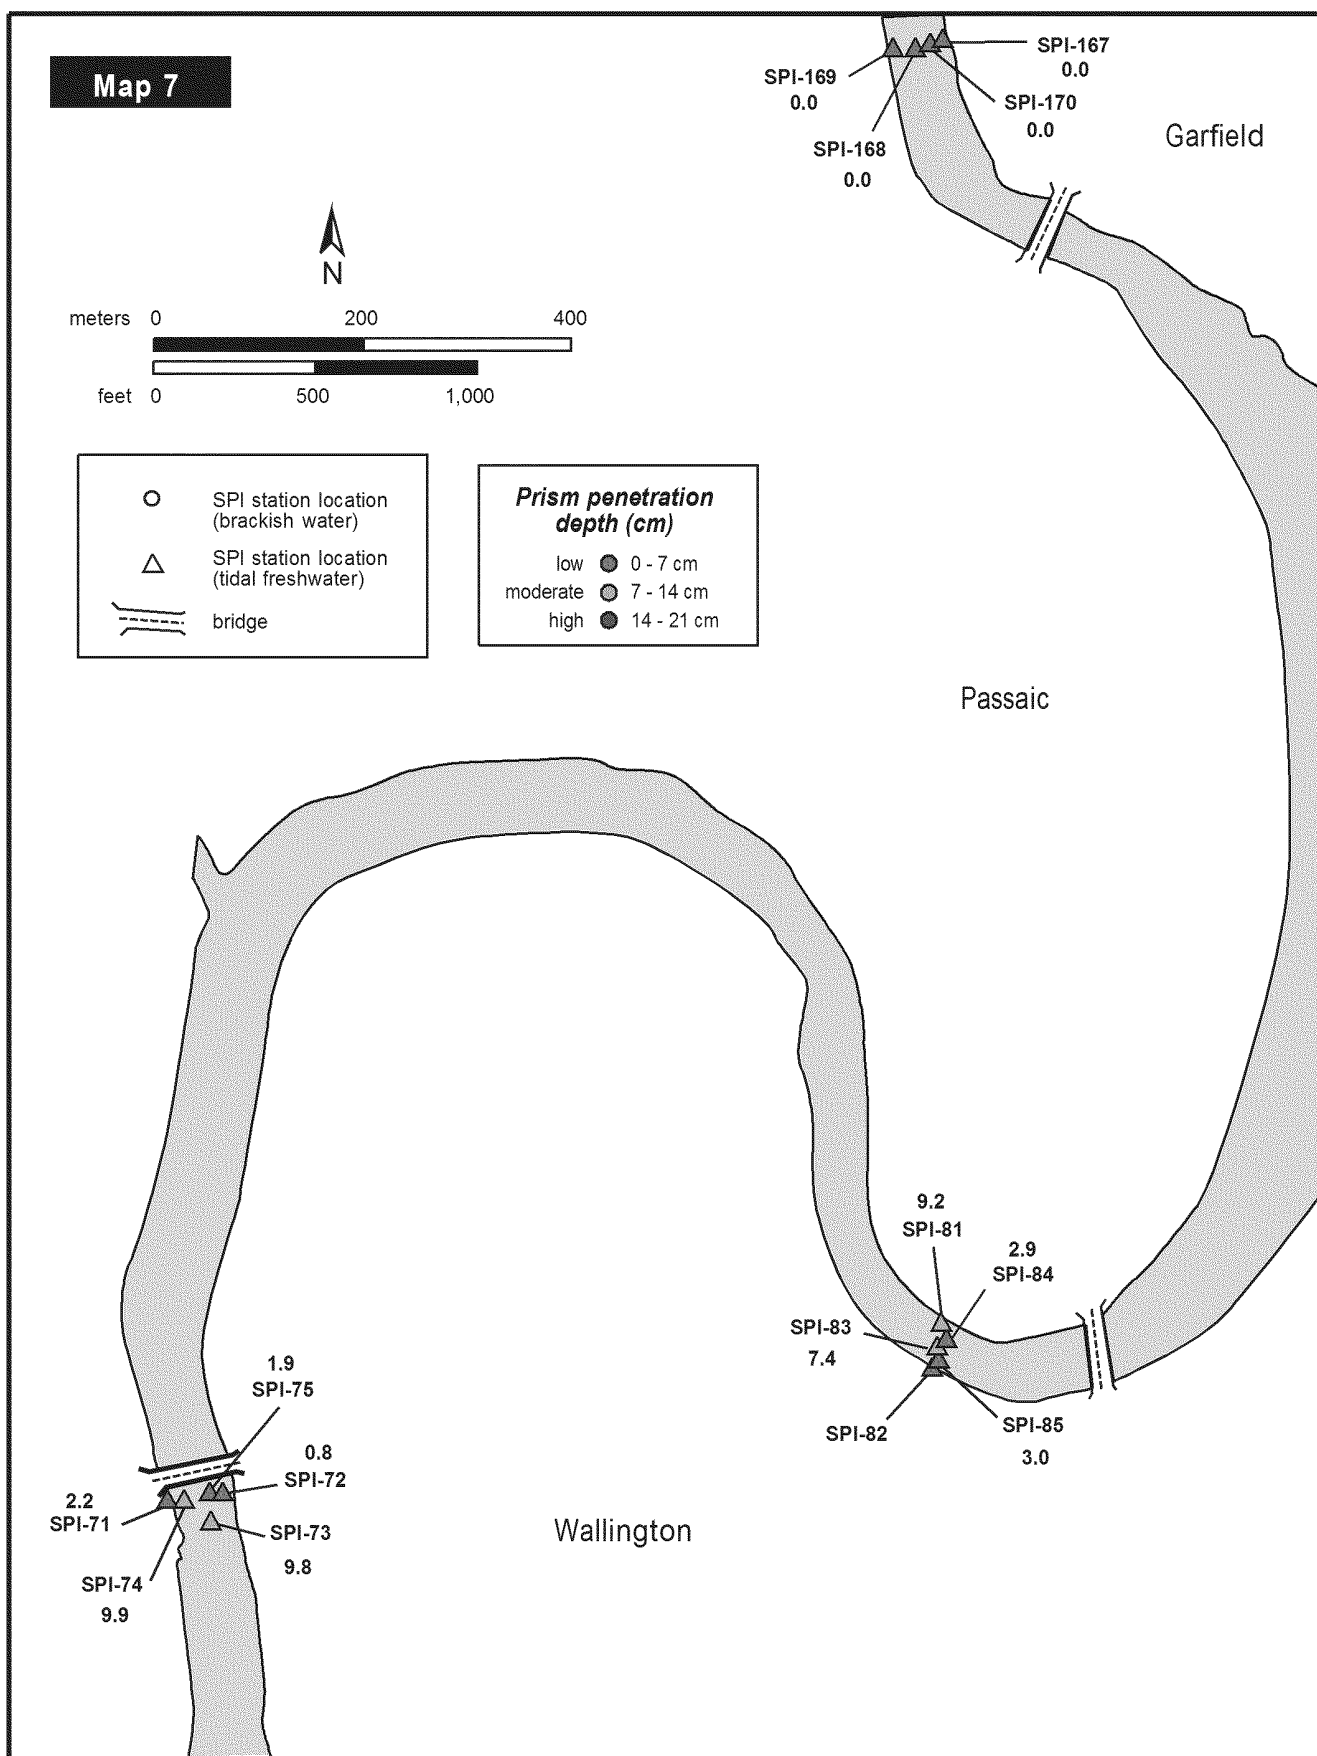 Map 7
SPI-167
0.0
SPI-169
0.0
SPI-170
0.0
SPI-168
0.0
Garfield
N
meters 0 200 400
feet 0 500 1,000
SPI station location
(brackish water)
SPI station location
(tidal freshwater)
bridge
Prism penetration
depth (cm)
low 0 - 7 cm
moderate 7 - 14 cm
high 14 - 21 cm
Passaic
9.2
SPI-81
2.9
SPI-84
SPI-83
7.4
SPI-82
SPI-85
3.0
1.9
SPI-75
0.8
SPI-72
2.2
SPI-71
SPI-73
9.8
SPI-74
9.9
Wallington